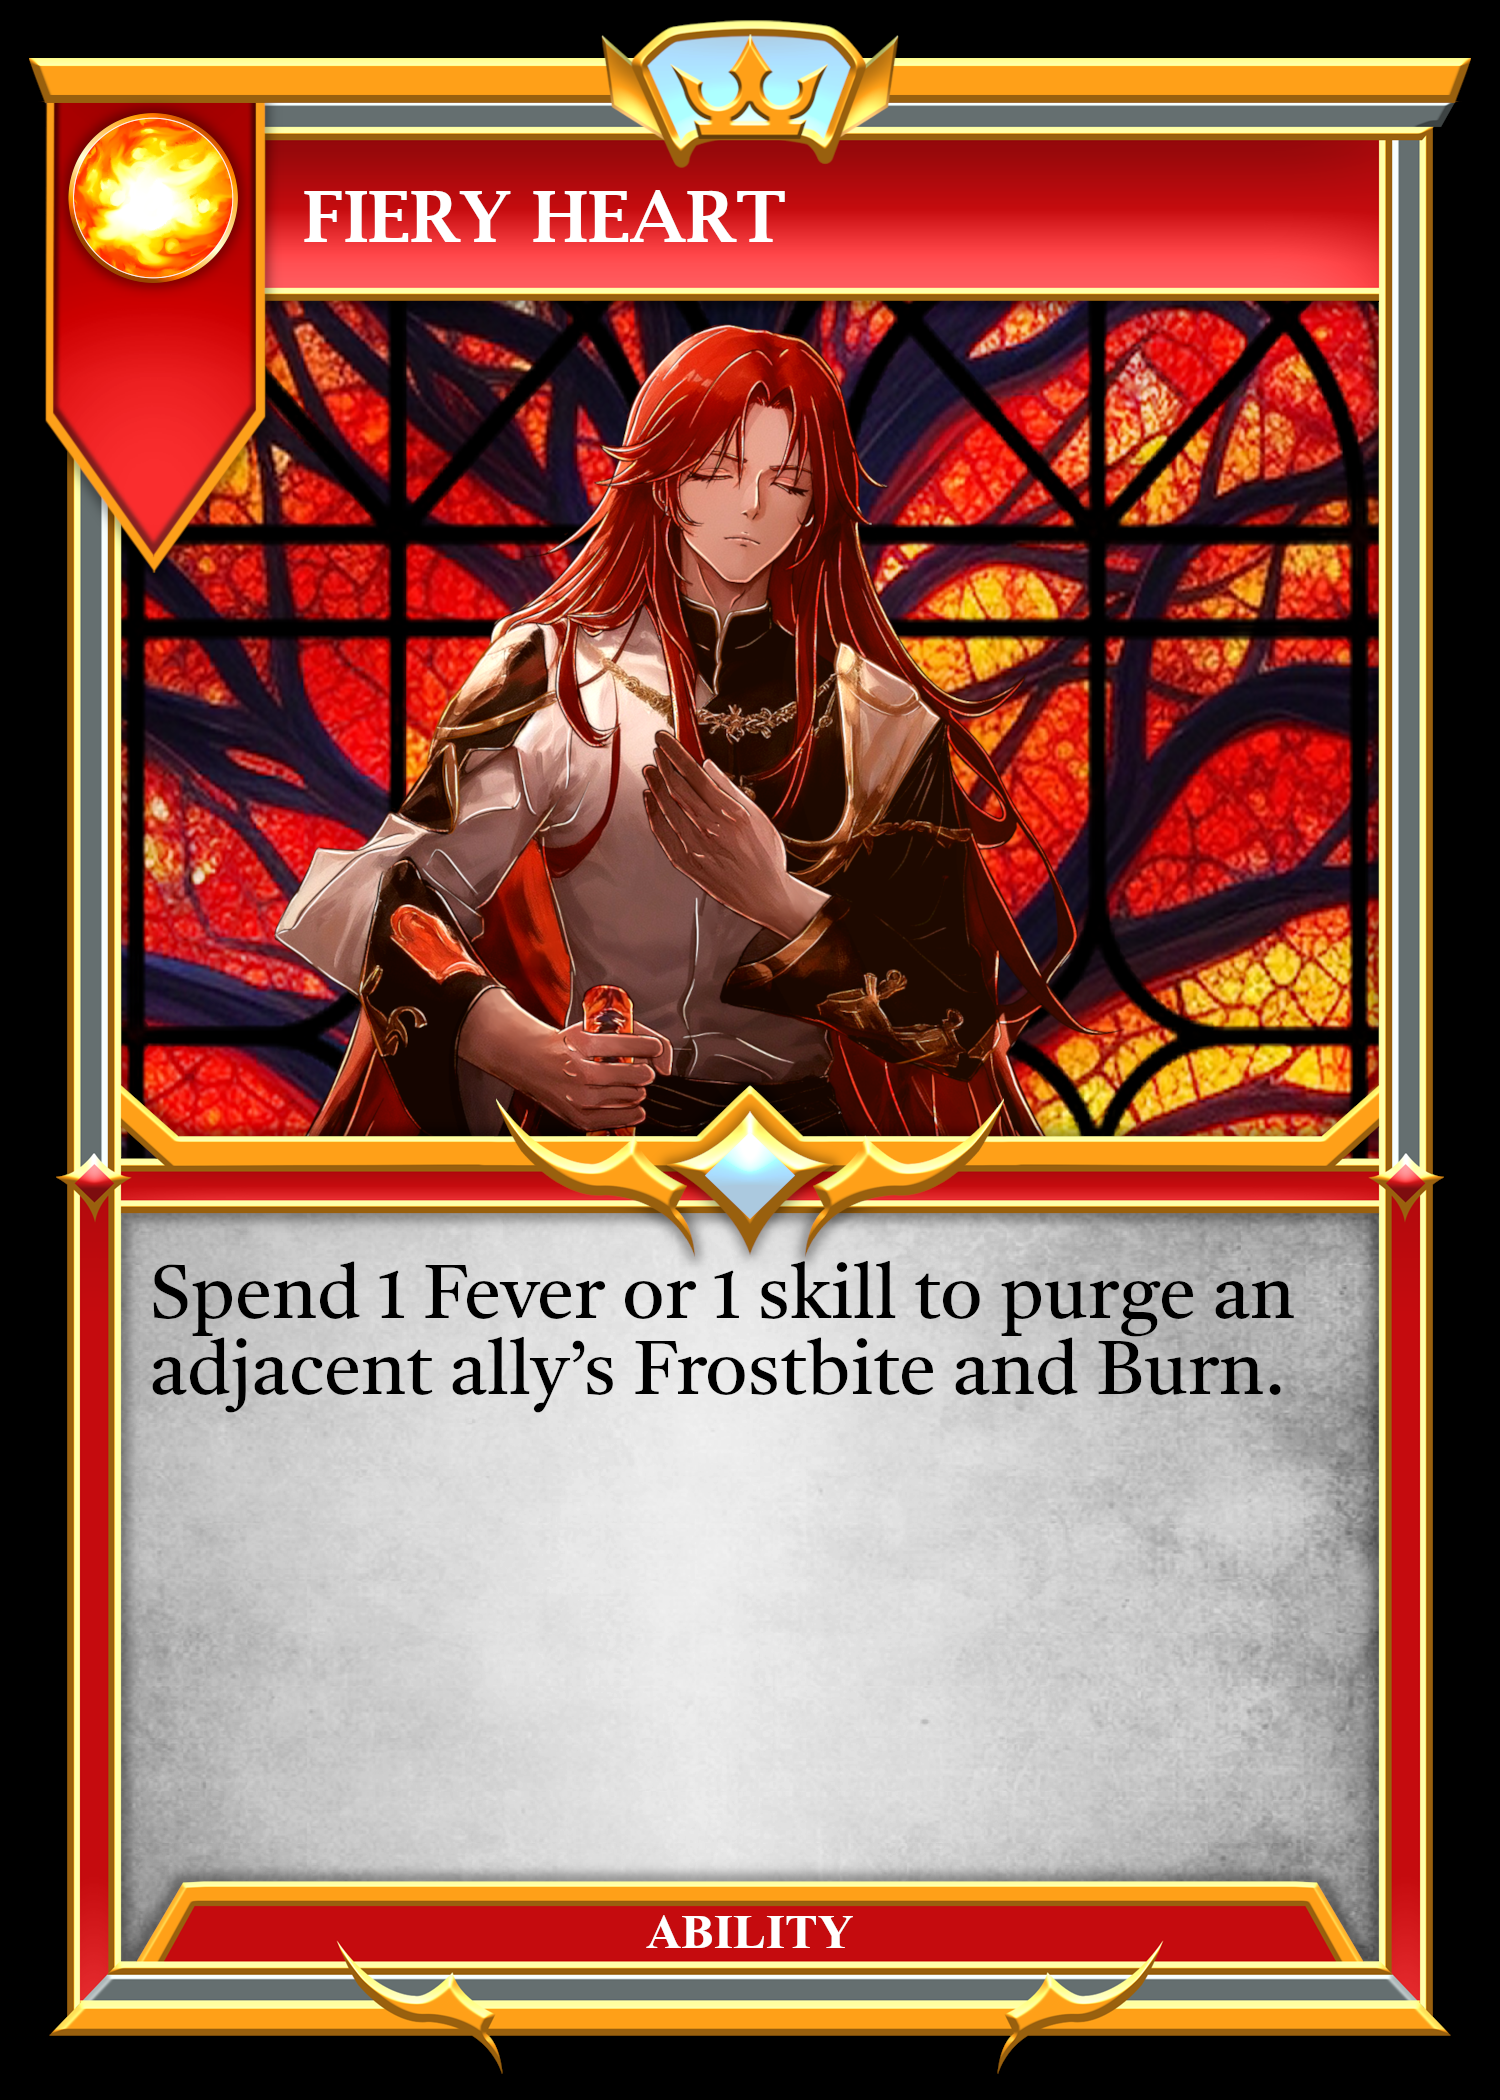 FIERY HEART
Spend 1 Fever or 1 skill to purge an
adjacent ally’s Frostbite and Burn.
ABILITY